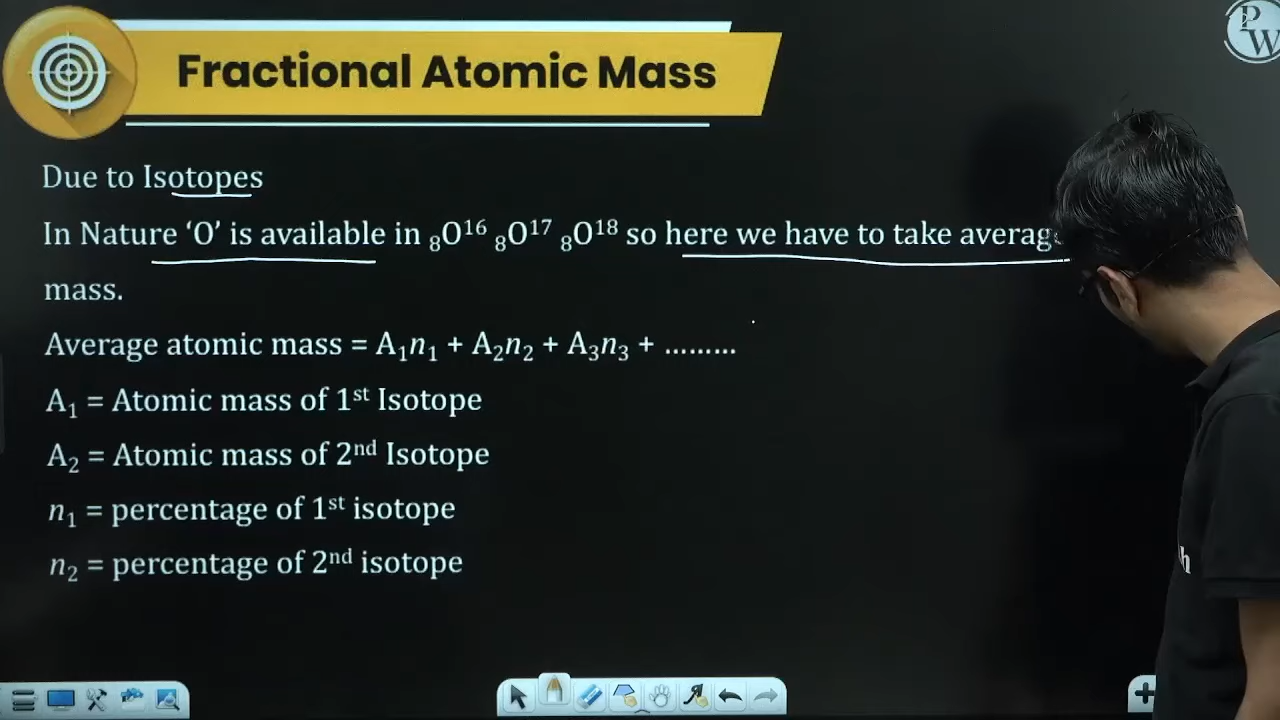 Fractional Atomic Mass
PW
Due to Isotopes
In Nature ‘O’ is available in ₈O¹⁶ ₈O¹⁷ ₈O¹⁸ so here we have to take
mass.
Average atomic mass = A₁n₁ + A₂n₂ + A₃n₃ + .........
A₁ = Atomic mass of 1ˢᵗ Isotope
A₂ = Atomic mass of 2ⁿᵈ Isotope
n₁ = percentage of 1ˢᵗ isotope
n₂ = percentage of 2ⁿᵈ isotope